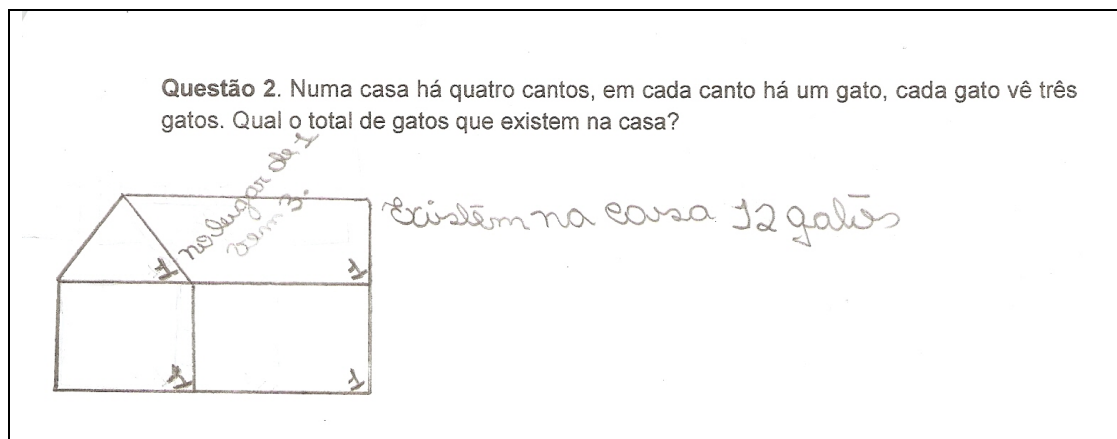 Questão 2. Numa casa há quatro cantos, em cada canto há um gato, cada gato vê três
gatos. Qual o total de gatos que existem na casa?
no lugar de 1
vem 3.
Existem na casa 12 gatos
1
1
1
1